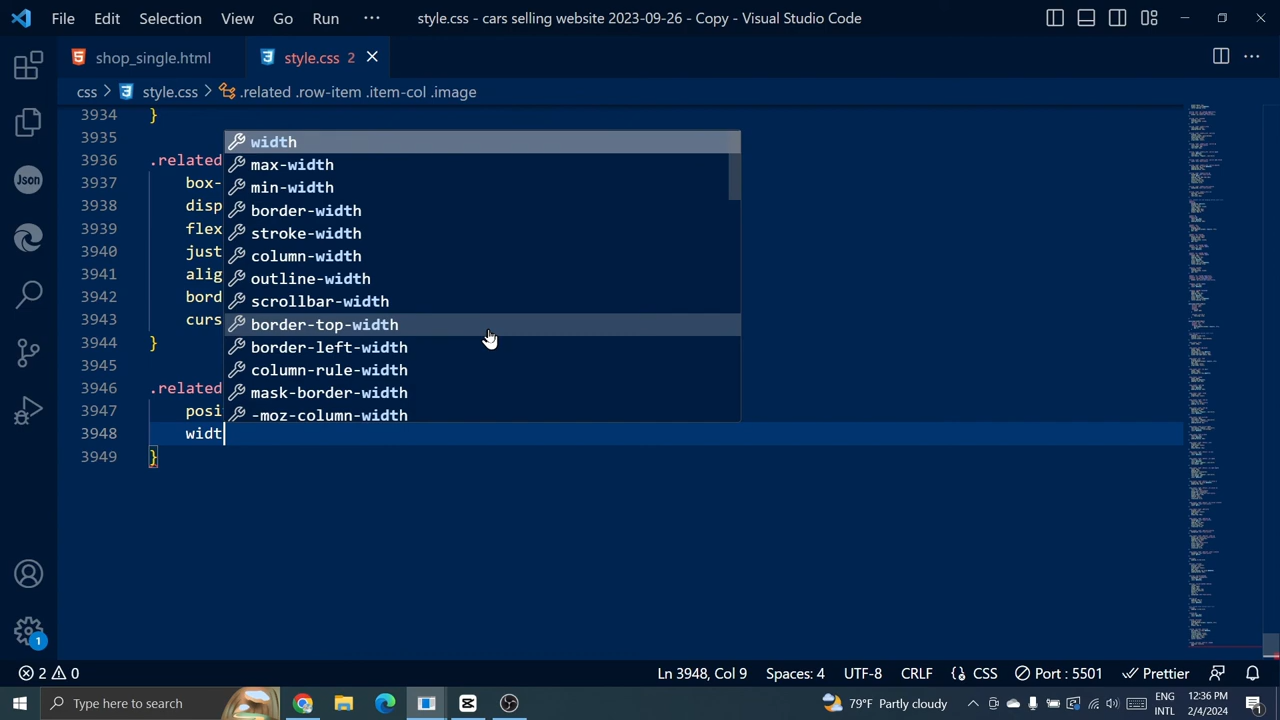 File Edit Selection View Go Run ··· style.css - cars selling website 2023-09-26 - Copy - Visual Studio Code
shop_single.html style.css 2
css > style.css > .related .row-item .item-col .image
3934 }
3935
3936 .related
3937 box-
3938 disp
3939 flex
3940 just
3941 alig
3942 bord
3943 curs
3944 }
3945
3946 .related
3947 posi
3948 widt
3949 }
width
max-width
min-width
border-width
stroke-width
column-width
outline-width
scrollbar-width
border-top-width
border-left-width
column-rule-width
mask-border-width
-moz-column-width
Json
1
2 0 Ln 3948, Col 9 Spaces: 4 UTF-8 CRLF {} CSS Port : 5501 Prettier
Type here to search 79°F Partly cloudy ENG 12:36 PM
INTL 2/4/2024